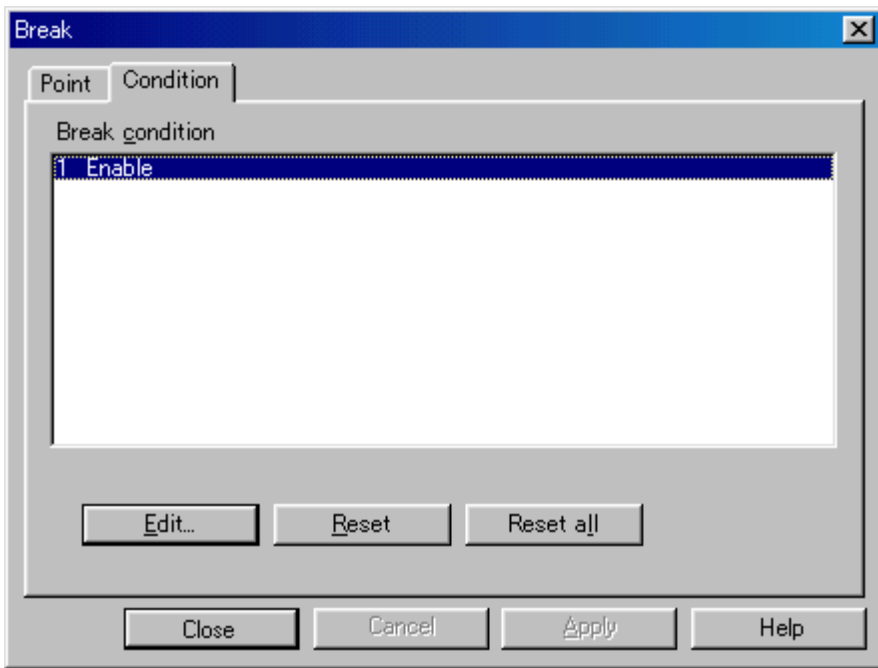 Break
Point Condition
Break condition
1 Enable
Edit... Reset Reset all
Close Cancel Apply Help